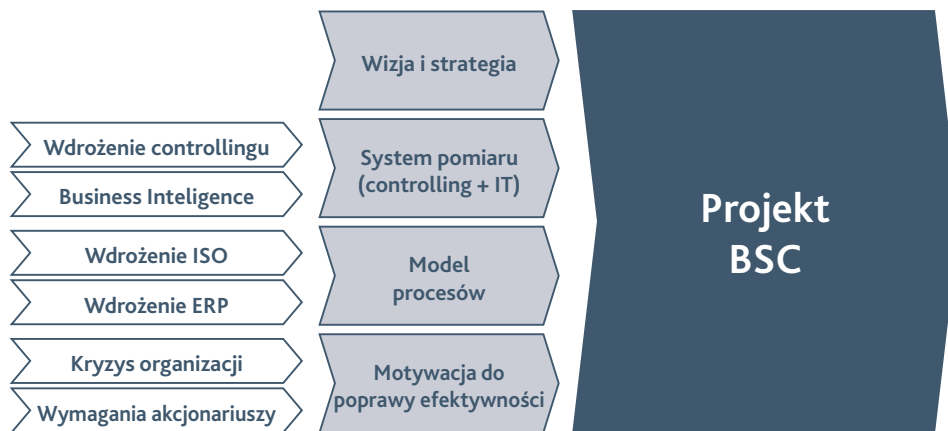 Wizja i strategia
Wdrożenie controllingu
Business Inteligence
System pomiaru
(controlling + IT)
Wdrożenie ISO
Wdrożenie ERP
Model
procesów
Kryzys organizacji
Wymagania akcjonariuszy
Motywacja do
poprawy efektywności
Projekt
BSC